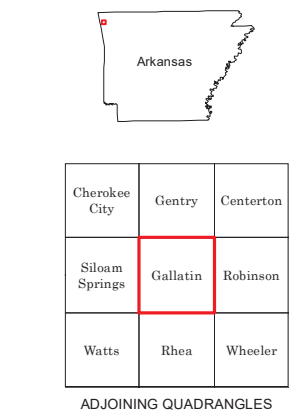 Arkansas
Cherokee
City
Gentry
Centerton
Siloam
Springs
Gallatin
Robinson
Watts
Rhea
Wheeler
ADJOINING QUADRANGLES